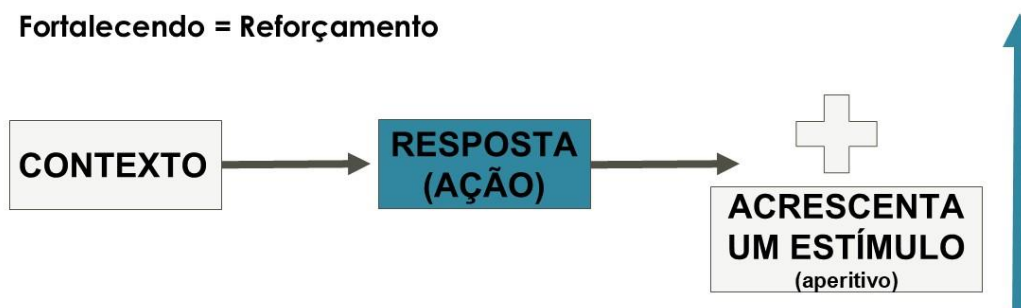 Fortalecendo = Reforçamento
CONTEXTO
RESPOSTA
(AÇÃO)
ACRESCENTA
UM ESTÍMULO
(aperitivo)